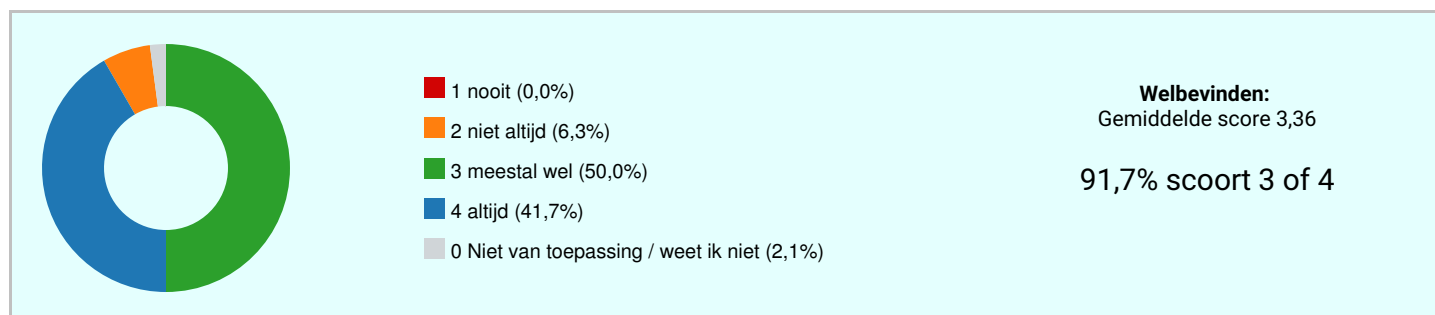 1 nooit (0,0%)
2 niet altijd (6,3%)
3 meestal wel (50,0%)
4 altijd (41,7%)
0 Niet van toepassing / weet ik niet (2,1%)
Welbevinden:
Gemiddelde score 3,36
91,7% scoort 3 of 4